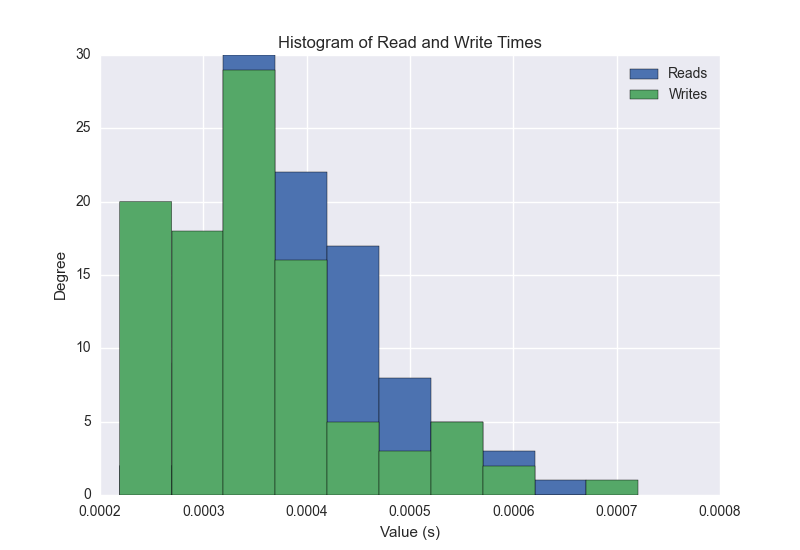 Histogram of Read and Write Times
Reads
Writes
30
25
20
15
10
5
0
Degree
0.0002
0.0003
0.0004
0.0005
0.0006
0.0007
0.0008
Value (s)